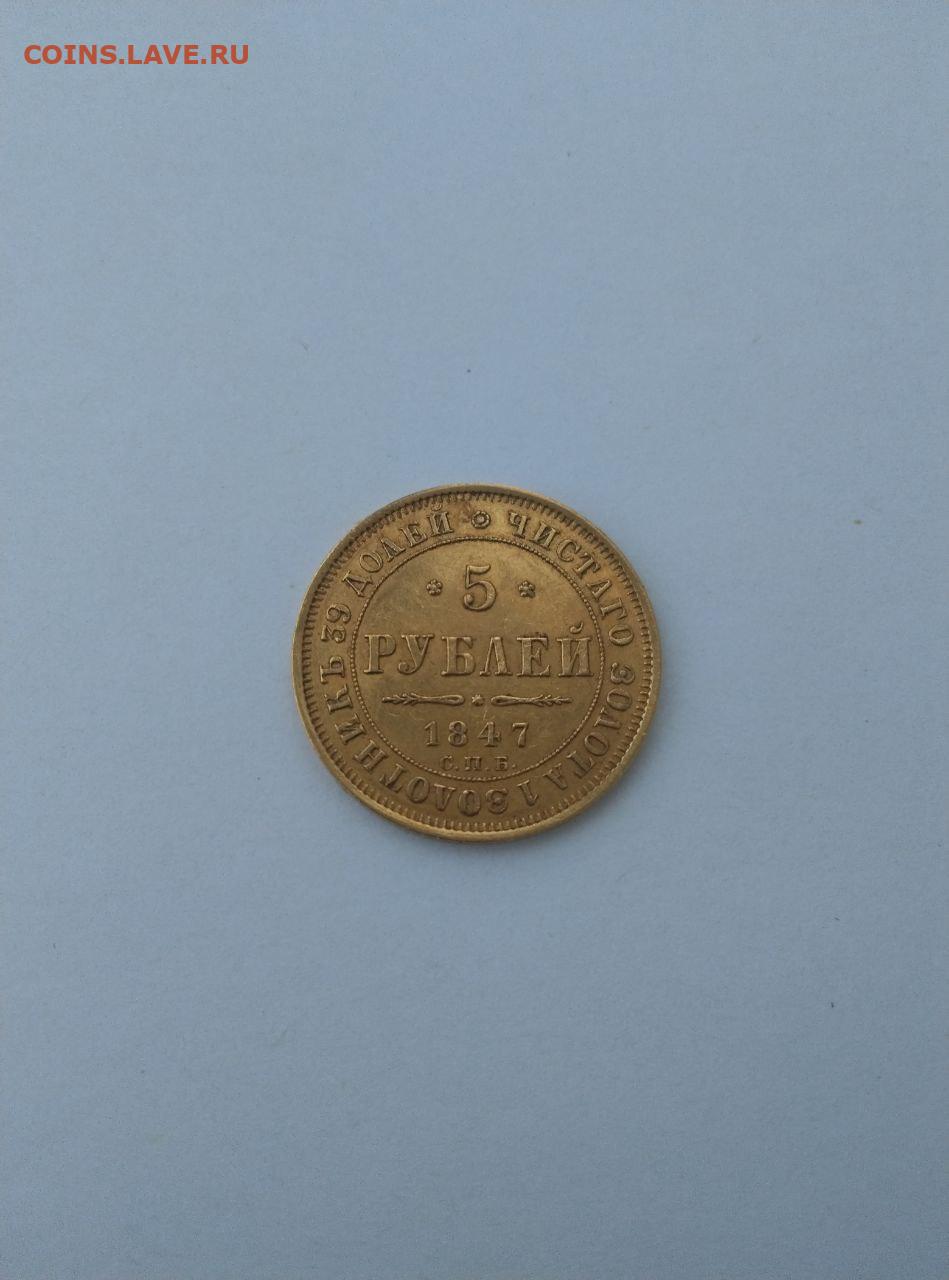 COINS.LAVE.RU
ЧИСТАГО ЗОЛОТА 1 ЗОЛОТНИКЪ 39 ДОЛЕЙ
5
РУБЛЕЙ
1847
С.П.Б.